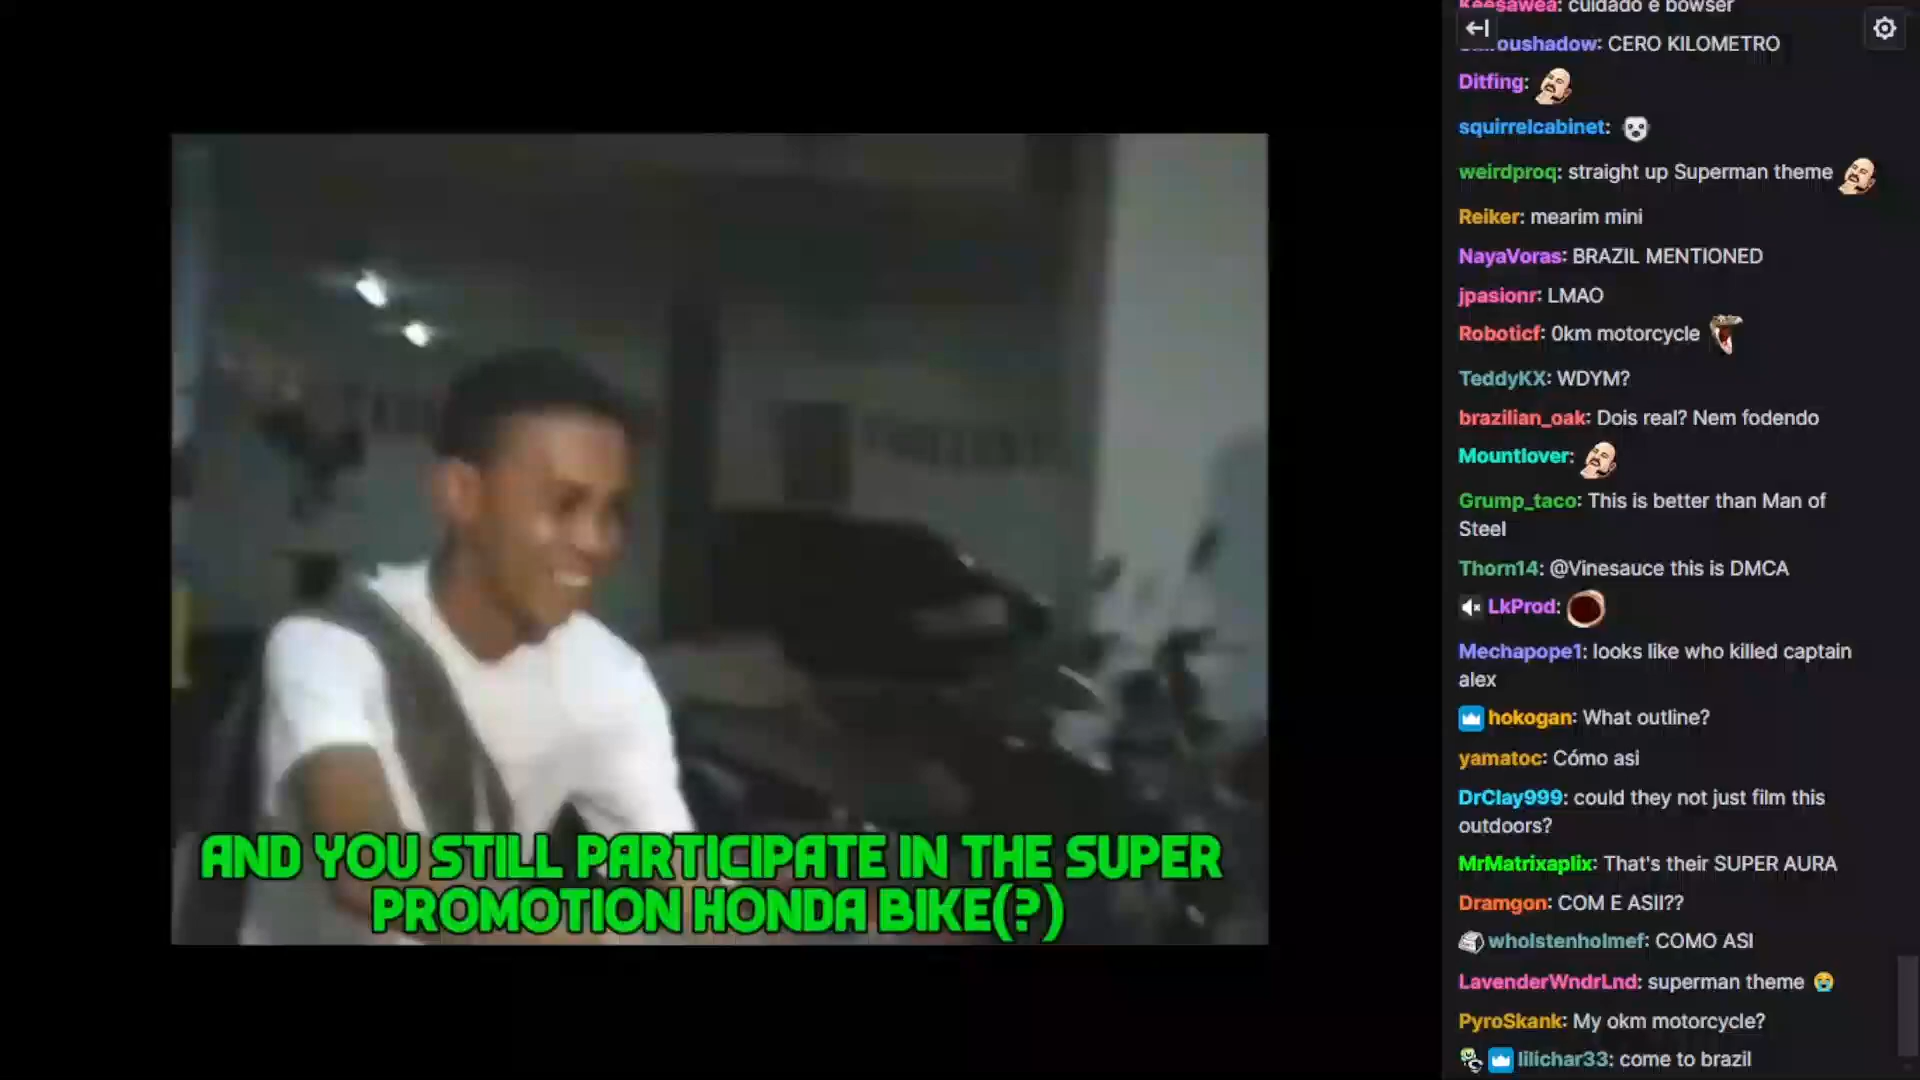 cuidado é bowser
oushadow: CERO KILOMETRO
Ditfing:
squirrelcabinet:
weirdproq: straight up Superman theme
Reiker: mearim mini
NayaVoras: BRAZIL MENTIONED
jpasionr: LMAO
Roboticf: 0km motorcycle
TeddyKX: WDYM?
brazilian_oak: Dois real? Nem fodendo
Mountlover:
Grump_taco: This is better than Man of
Steel
Thorn14: @Vinesauce this is DMCA
LkProd:
Mechapope1: looks like who killed captain
alex
hokogan: What outline?
yamatoc: Cómo asi
DrClay999: could they not just film this
outdoors?
MrMatrixaplix: That's their SUPER AURA
Dramgon: COM E ASII??
wholstenholmef: COMO ASI
LavenderWndrLnd: superman theme
PyroSkank: My okm motorcycle?
lilichar33: come to brazil
AND YOU STILL PARTICIPATE IN THE SUPER
PROMOTION HONDA BIKE(?)